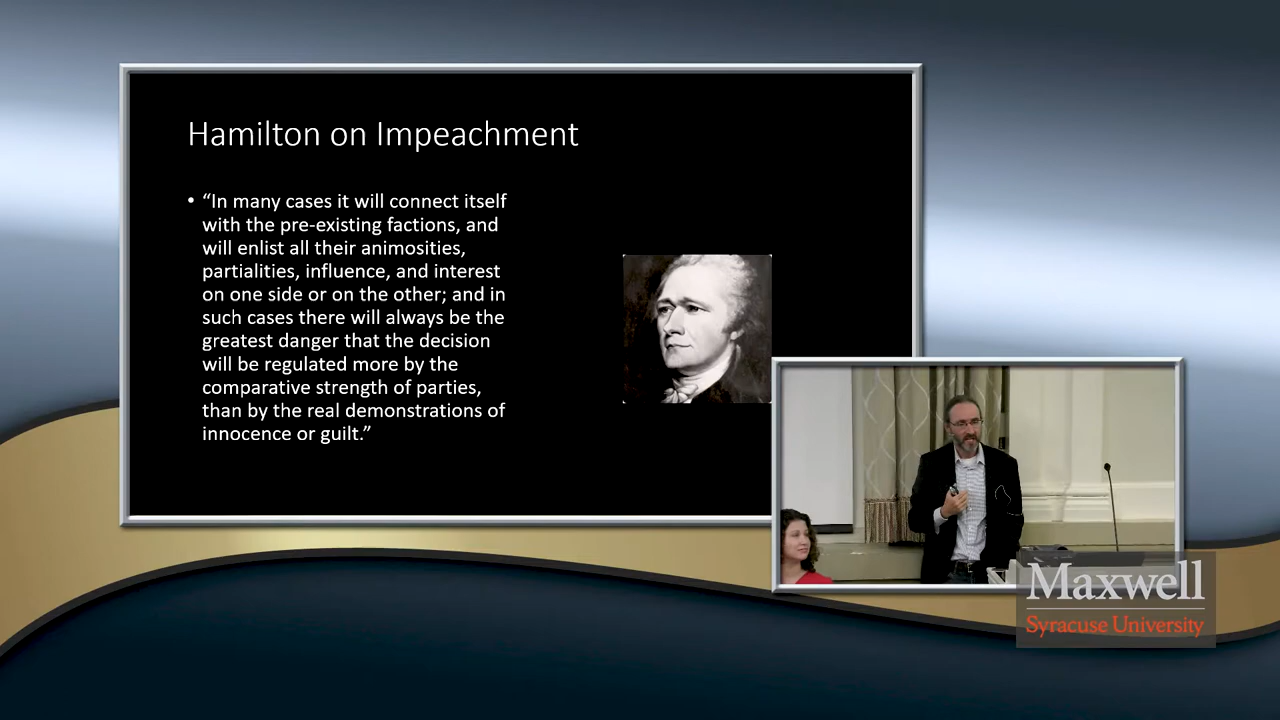 Hamilton on Impeachment
• “In many cases it will connect itself
with the pre-existing factions, and
will enlist all their animosities,
partialities, influence, and interest
on one side or on the other; and in
such cases there will always be the
greatest danger that the decision
will be regulated more by the
comparative strength of parties,
than by the real demonstrations of
innocence or guilt.”
Maxwell
Syracuse University